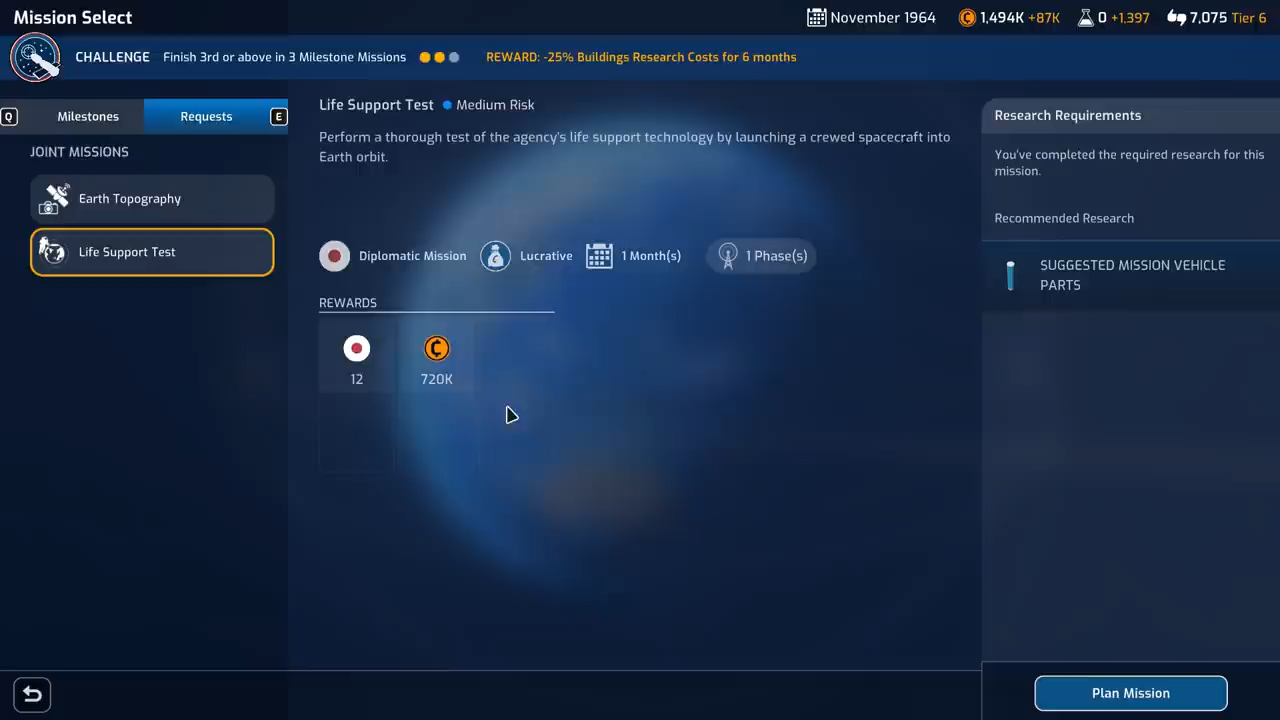 Mission Select
November 1964
1,494K +87K
0 +1,397
7,075 Tier 6
CHALLENGE Finish 3rd or above in 3 Milestone Missions
REWARD: -25% Buildings Research Costs for 6 months
Q
Milestones
Requests
E
JOINT MISSIONS
Earth Topography
Life Support Test
Life Support Test
Medium Risk
Perform a thorough test of the agency's life support technology by launching a crewed spacecraft into
Earth orbit.
Diplomatic Mission
Lucrative
1 Month(s)
1 Phase(s)
REWARDS
12
720K
Research Requirements
You've completed the required research for this
mission.
Recommended Research
SUGGESTED MISSION VEHICLE
PARTS
Plan Mission